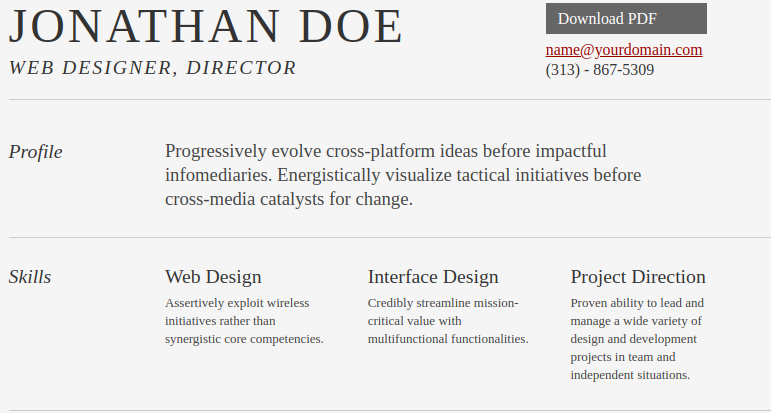 JONATHAN DOE
WEB DESIGNER, DIRECTOR
Download PDF
name@yourdomain.com
(313) - 867-5309
Profile
Progressively evolve cross-platform ideas before impactful
infomediaries. Energistically visualize tactical initiatives before
cross-media catalysts for change.
Skills
Web Design
Assertively exploit wireless
initiatives rather than
synergistic core competencies.
Interface Design
Credibly streamline mission-
critical value with
multifunctional functionalities.
Project Direction
Proven ability to lead and
manage a wide variety of
design and development
projects in team and
independent situations.